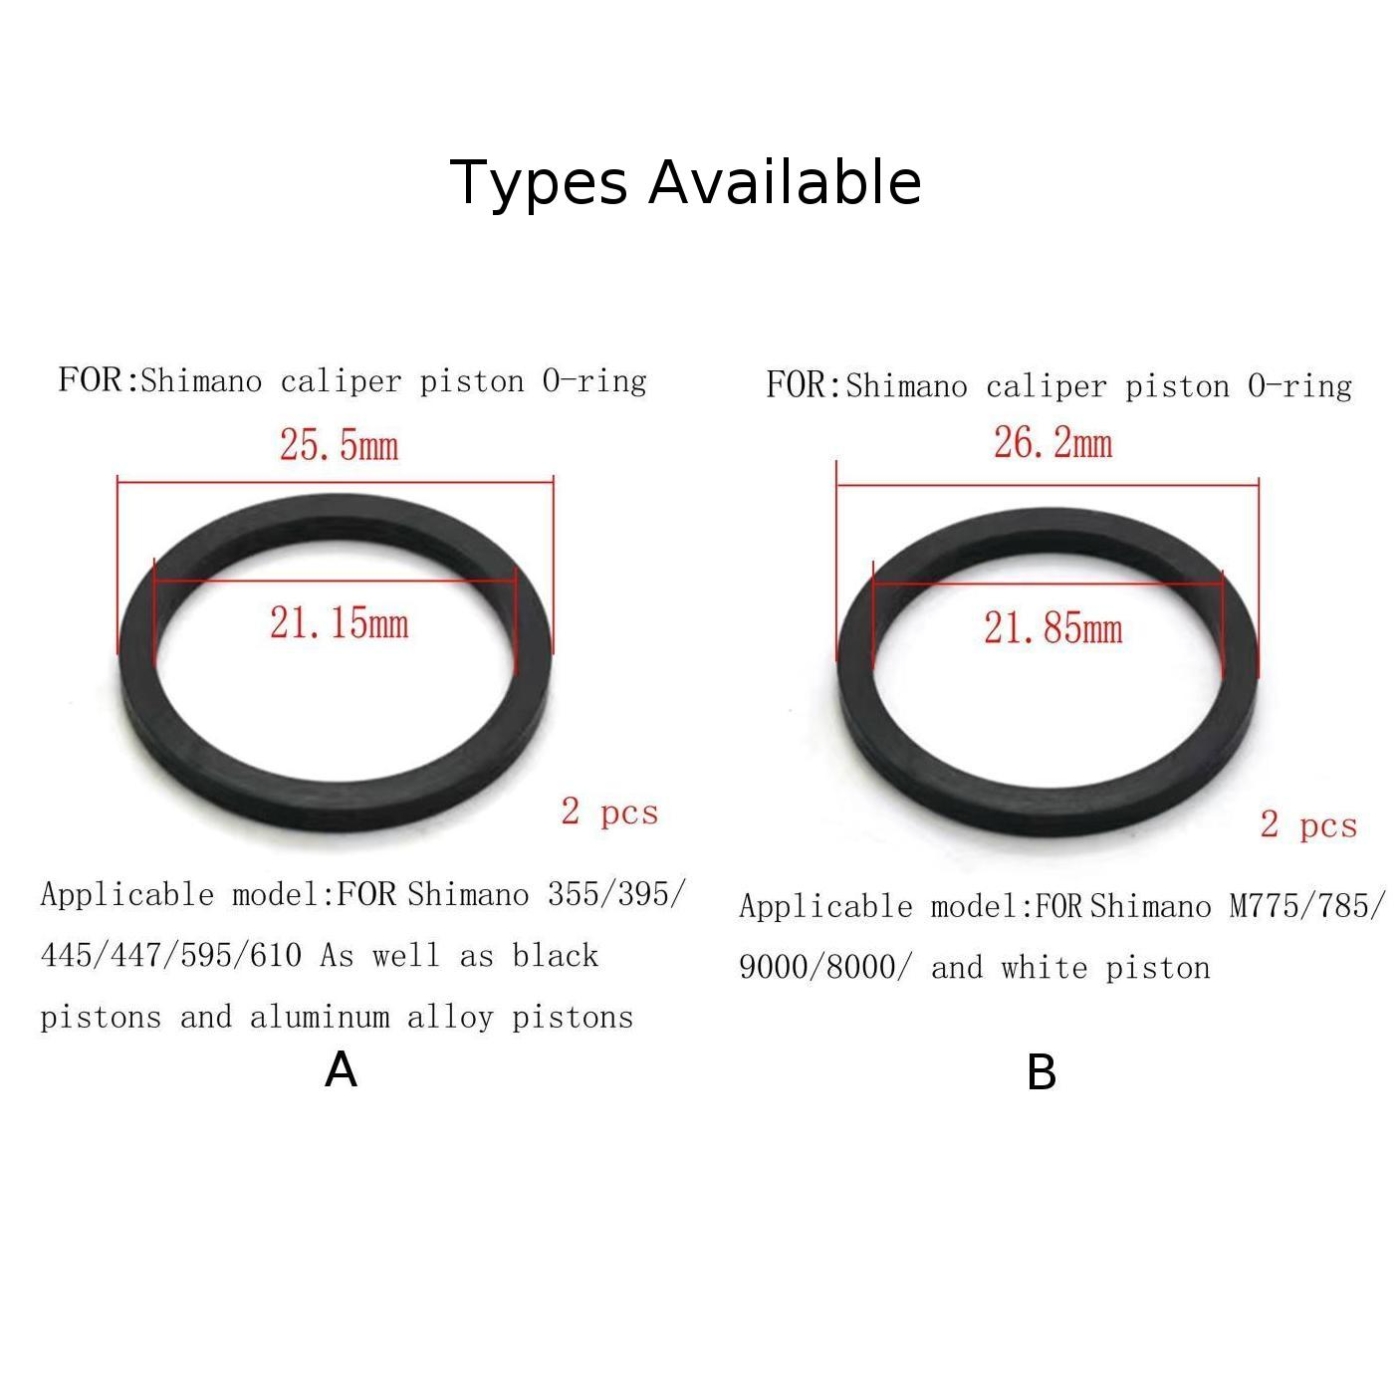 Types Available
FOR:Shimano caliper piston O-ring
25.5mm
21.15mm
2 pcs
Applicable model:FOR Shimano 355/395/
445/447/595/610 As well as black
pistons and aluminum alloy pistons
A
FOR:Shimano caliper piston O-ring
26.2mm
21.85mm
2 pcs
Applicable model:FOR Shimano M775/785/
9000/8000/ and white piston
B